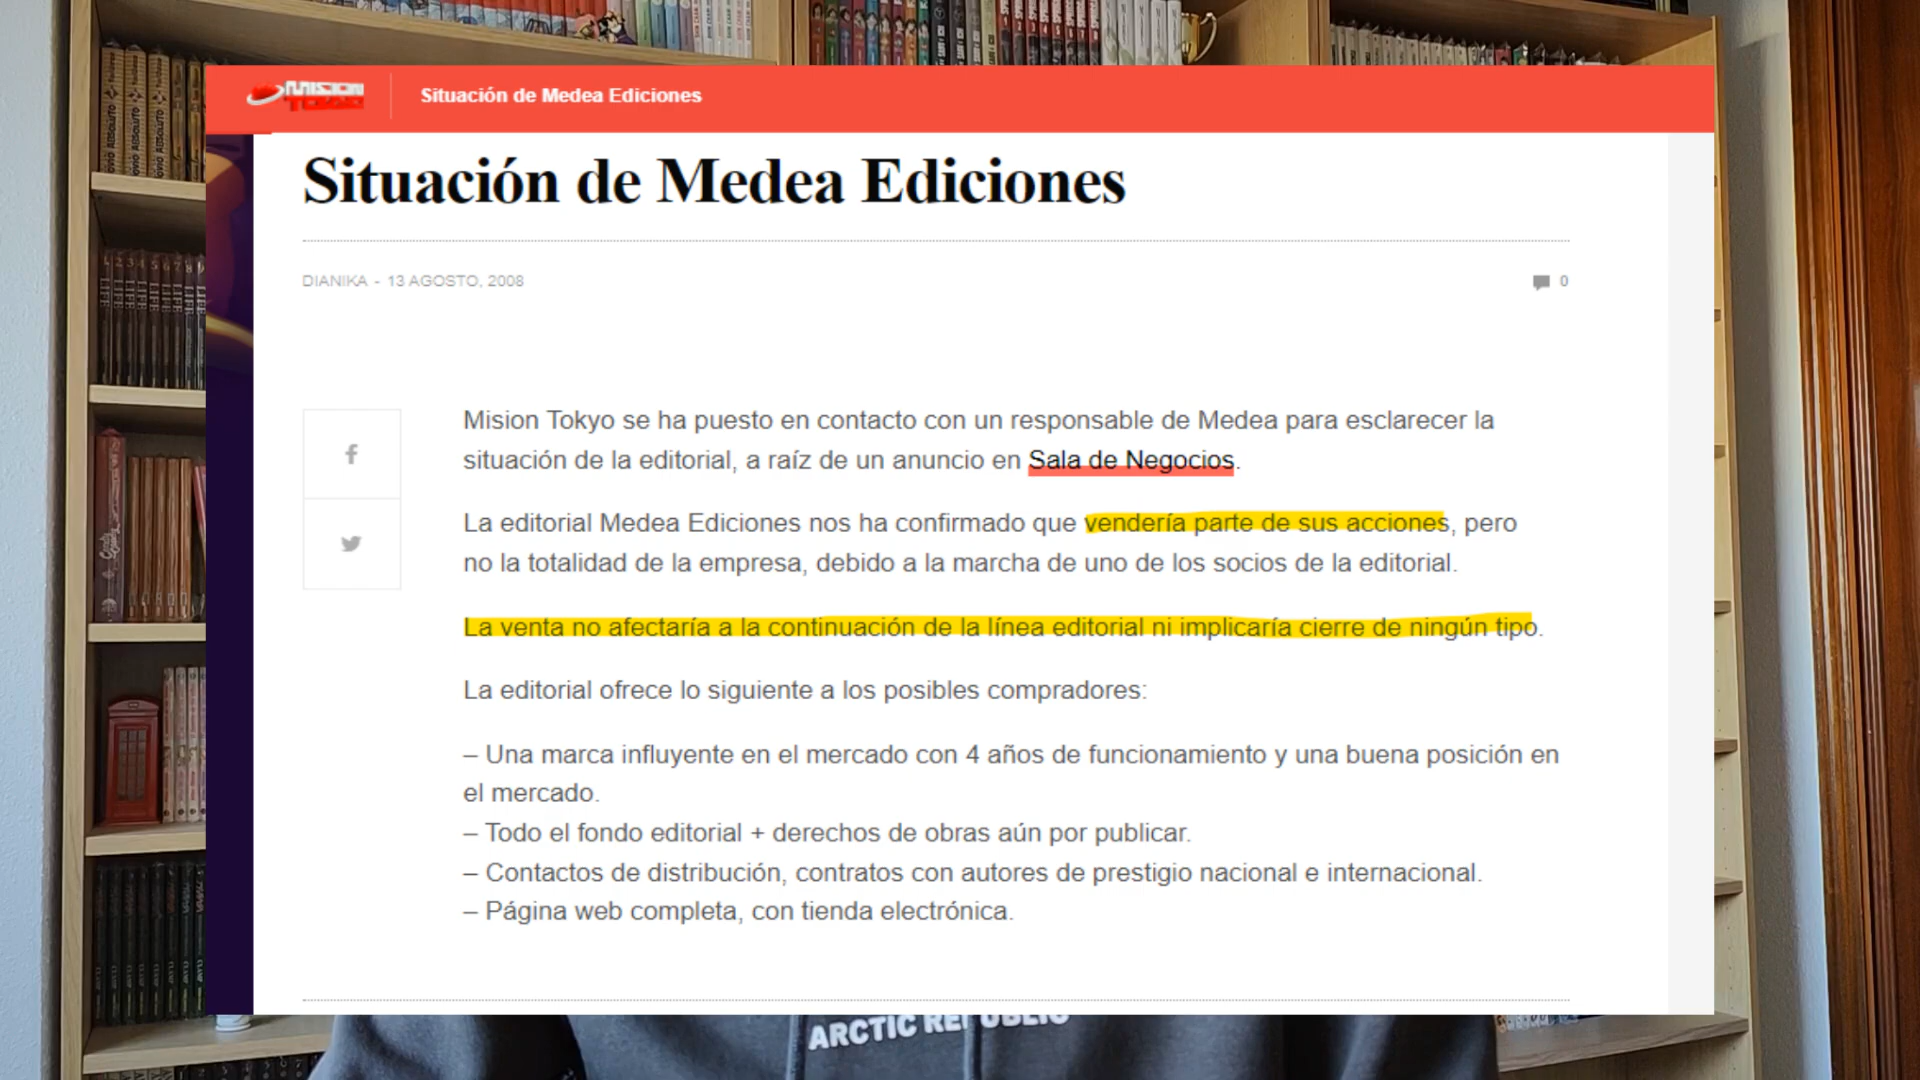 MISION
TOKYO
Situación de Medea Ediciones
Situación de Medea Ediciones
DIANIKA - 13 AGOSTO, 2008
0
Mision Tokyo se ha puesto en contacto con un responsable de Medea para esclarecer la
situación de la editorial, a raíz de un anuncio en Sala de Negocios.
La editorial Medea Ediciones nos ha confirmado que vendería parte de sus acciones, pero
no la totalidad de la empresa, debido a la marcha de uno de los socios de la editorial.
La venta no afectaría a la continuación de la línea editorial ni implicaría cierre de ningún tipo.
La editorial ofrece lo siguiente a los posibles compradores:
– Una marca influyente en el mercado con 4 años de funcionamiento y una buena posición en
el mercado.
– Todo el fondo editorial + derechos de obras aún por publicar.
– Contactos de distribución, contratos con autores de prestigio nacional e internacional.
– Página web completa, con tienda electrónica.
ARCTIC REPUBLIC